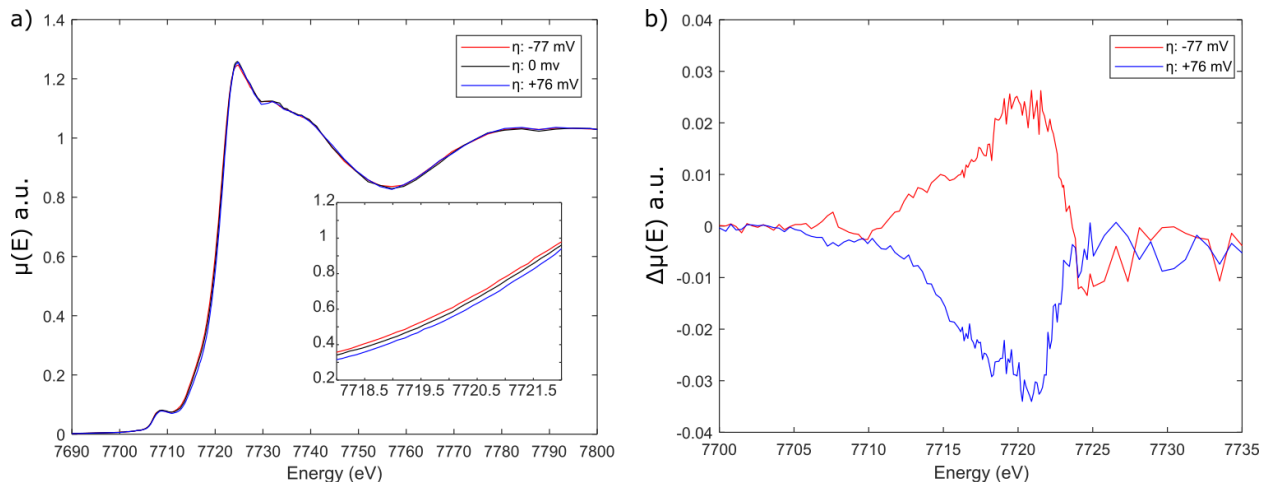 a)
1.4
1.2
1
0.8
0.6
0.4
0.2
0
μ(E) a.u.
7690 7700 7710 7720 7730 7740 7750 7760 7770 7780 7790 7800
Energy (eV)
η: -77 mV
η: 0 mv
η: +76 mV
1.2
1
0.8
0.6
0.4
0.2
7718.5 7719.5 7720.5 7721.5
b)
0.04
0.03
0.02
0.01
0
-0.01
-0.02
-0.03
-0.04
Δμ(E) a.u.
7700 7705 7710 7715 7720 7725 7730 7735
Energy (eV)
η: -77 mV
η: +76 mV